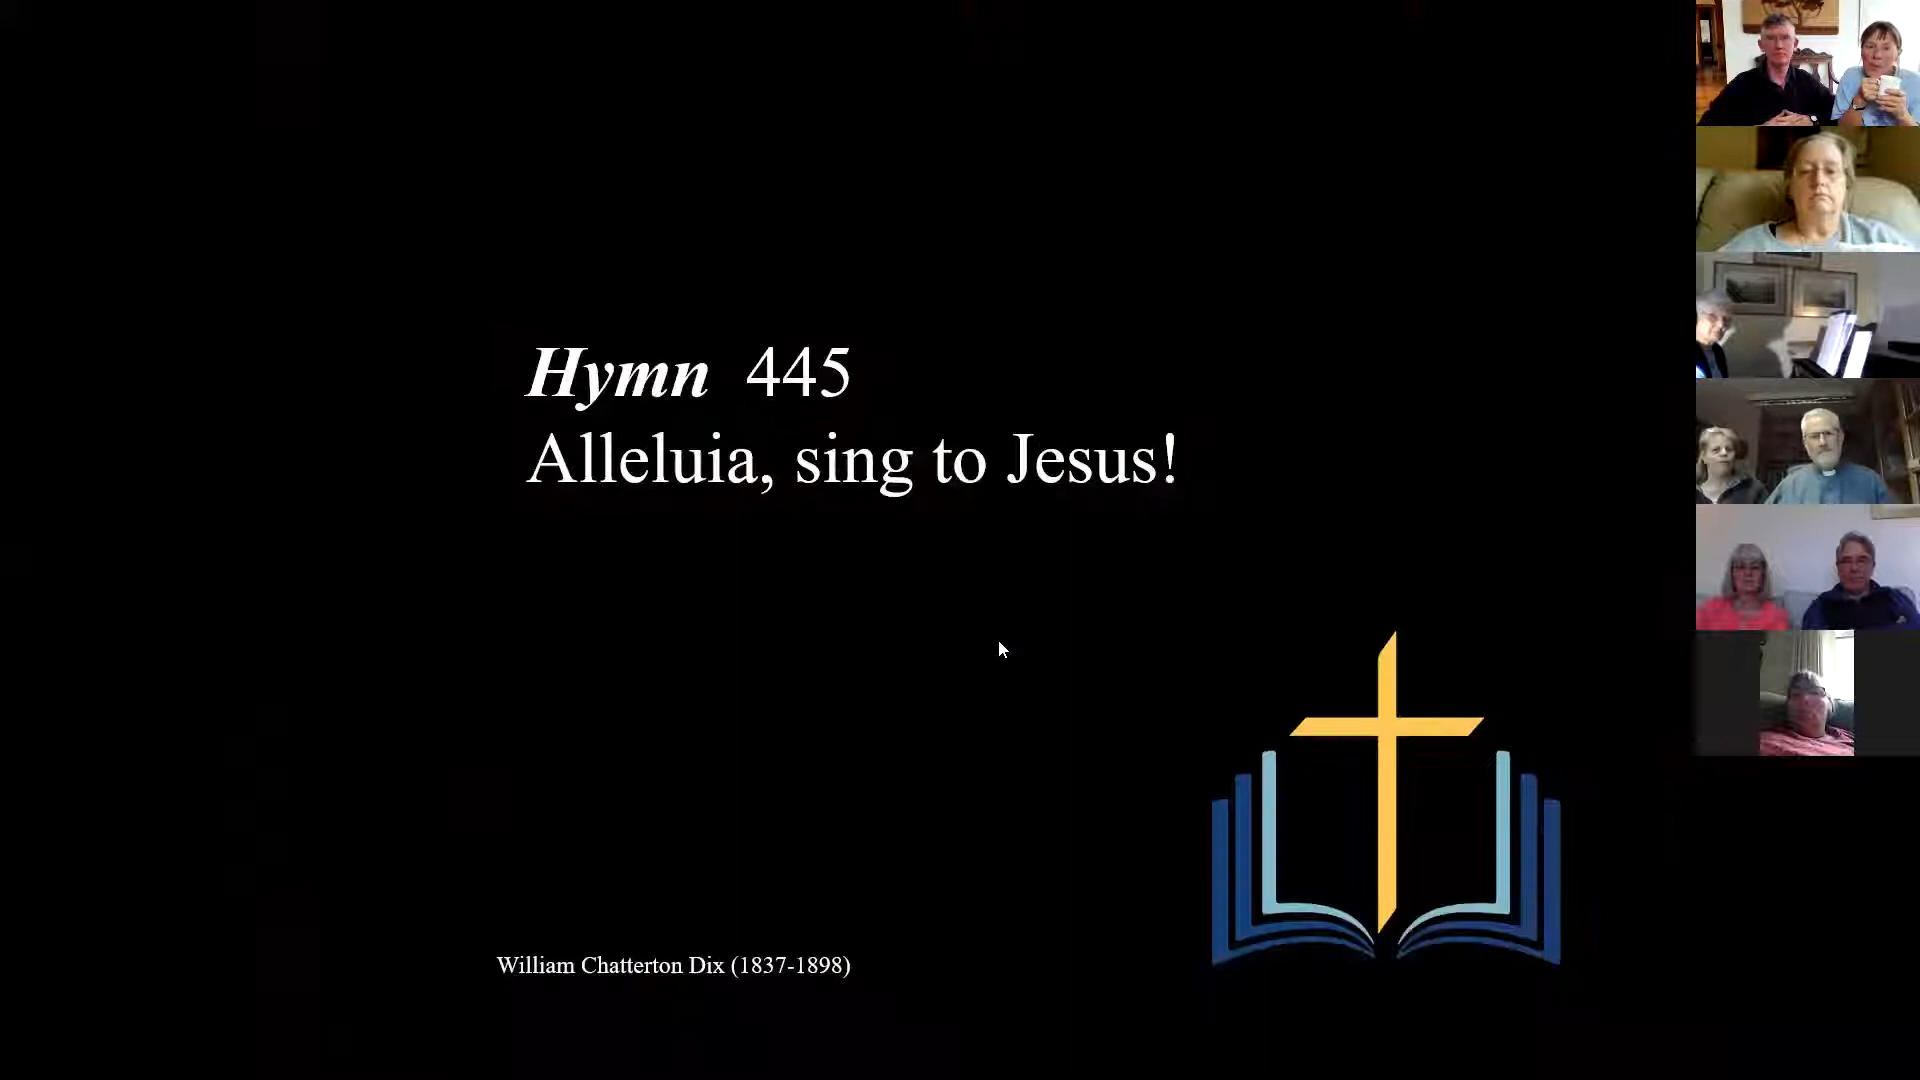 Hymn 445
Alleluia, sing to Jesus!
William Chatterton Dix (1837-1898)